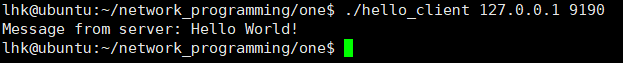 lhk@ubuntu:~/network_programming/one$ ./hello_client 127.0.0.1 9190
Message from server: Hello World!
lhk@ubuntu:~/network_programming/one$